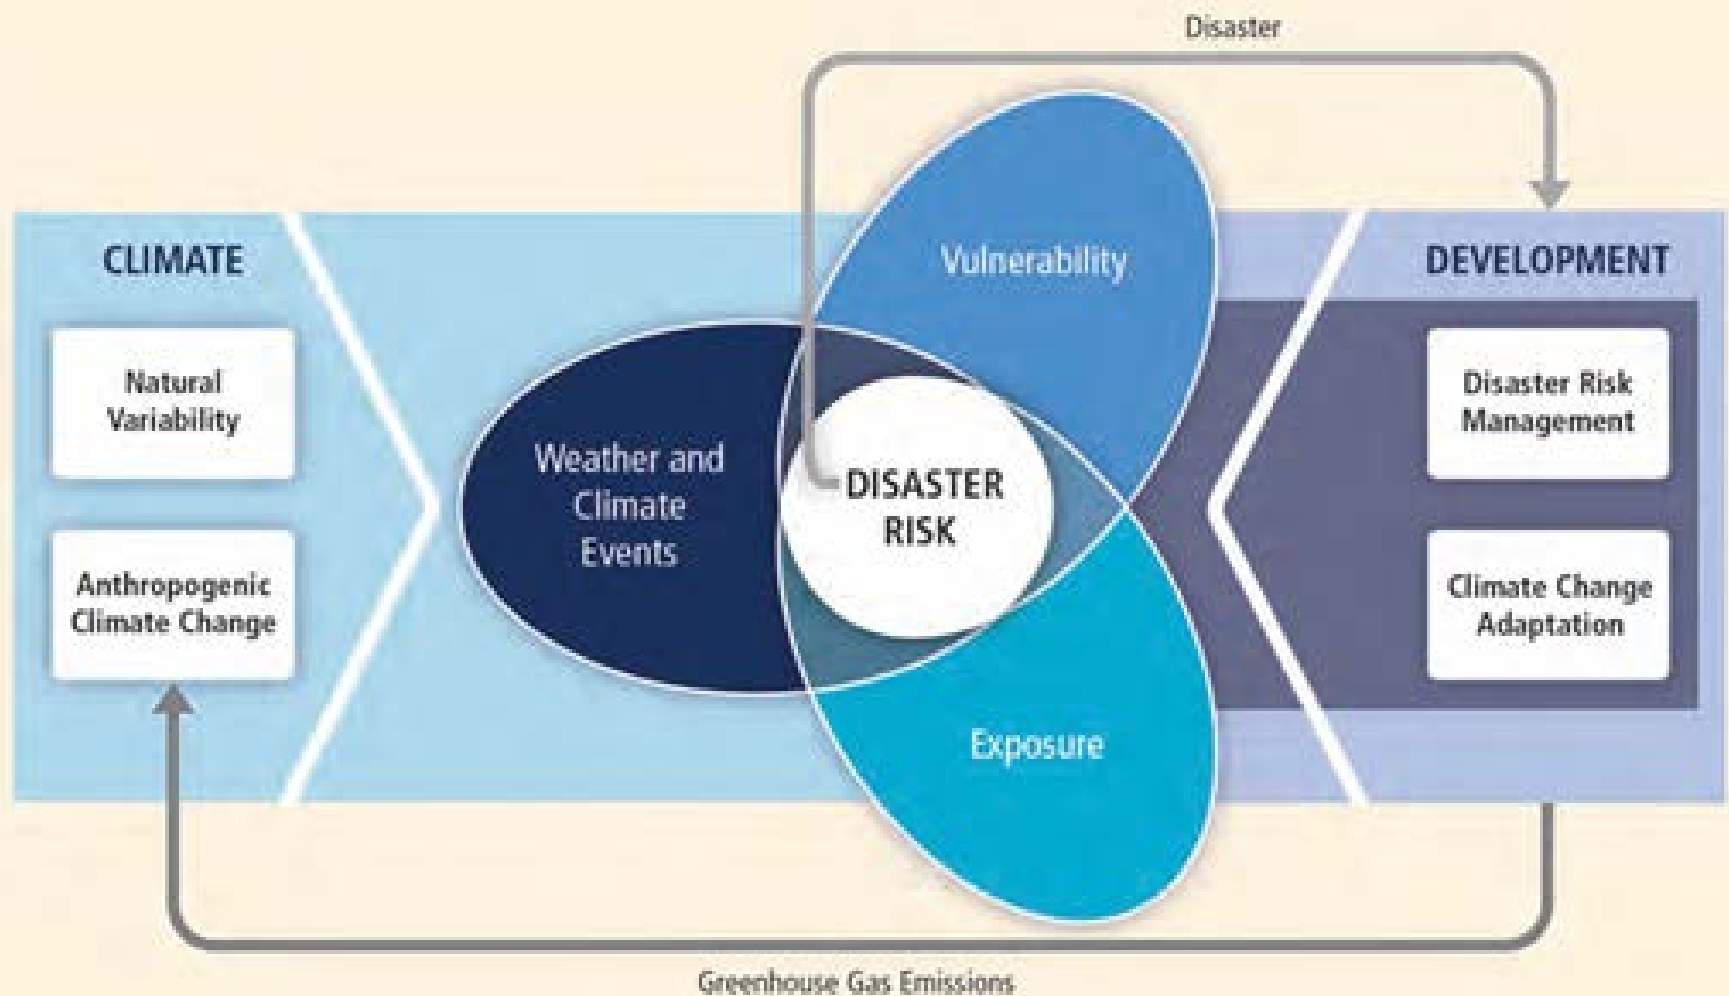 Disaster
CLIMATE
Natural
Variability
Anthropogenic
Climate Change
Weather and
Climate
Events
Vulnerability
DISASTER
RISK
Exposure
DEVELOPMENT
Disaster Risk
Management
Climate Change
Adaptation
Greenhouse Gas Emissions